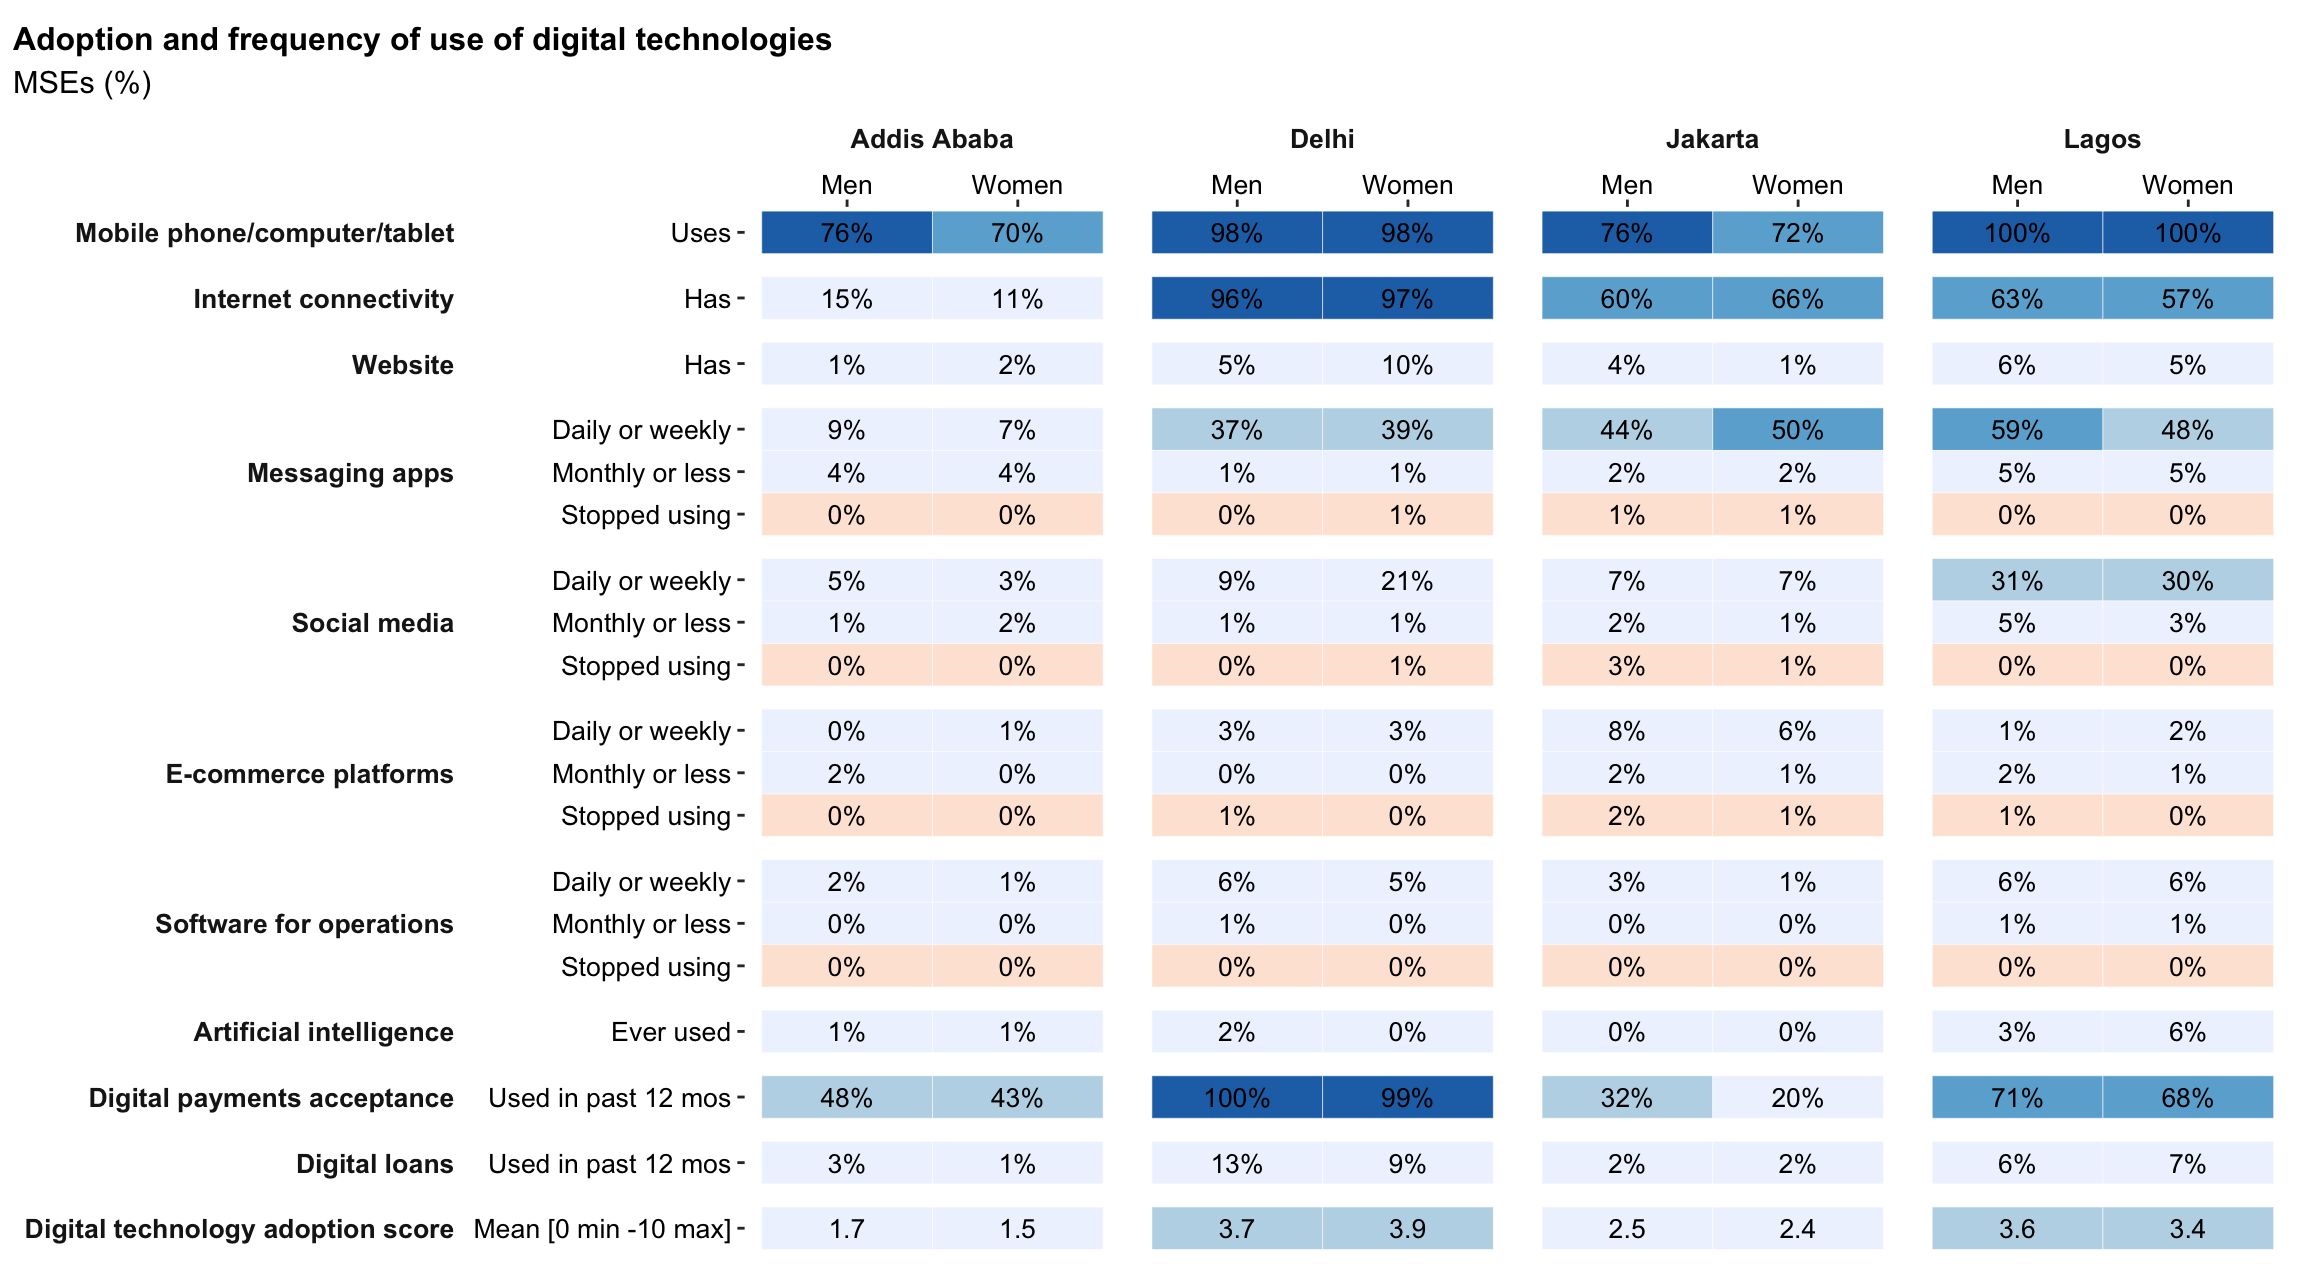 Adoption and frequency of use of digital technologies
MSEs (%)
Addis Ababa Delhi Jakarta Lagos
Men Women Men Women Men Women Men Women
Mobile phone/computer/tablet Uses 76% 70% 98% 98% 76% 72% 100% 100%
Internet connectivity Has 15% 11% 96% 97% 60% 66% 63% 57%
Website Has 1% 2% 5% 10% 4% 1% 6% 5%
Daily or weekly 9% 7% 37% 39% 44% 50% 59% 48%
Messaging apps Monthly or less 4% 4% 1% 1% 2% 2% 5% 5%
Stopped using 0% 0% 0% 1% 1% 1% 0% 0%
Daily or weekly 5% 3% 9% 21% 7% 7% 31% 30%
Social media Monthly or less 1% 2% 1% 1% 2% 1% 5% 3%
Stopped using 0% 0% 0% 1% 3% 1% 0% 0%
Daily or weekly 0% 1% 3% 3% 8% 6% 1% 2%
E-commerce platforms Monthly or less 2% 0% 0% 0% 2% 1% 2% 1%
Stopped using 0% 0% 1% 0% 2% 1% 1% 0%
Daily or weekly 2% 1% 6% 5% 3% 1% 6% 6%
Software for operations Monthly or less 0% 0% 1% 0% 0% 0% 1% 1%
Stopped using 0% 0% 0% 0% 0% 0% 0% 0%
Artificial intelligence Ever used 1% 1% 2% 0% 0% 0% 3% 6%
Digital payments acceptance Used in past 12 mos 48% 43% 100% 99% 32% 20% 71% 68%
Digital loans Used in past 12 mos 3% 1% 13% 9% 2% 2% 6% 7%
Digital technology adoption score Mean [0 min -10 max] 1.7 1.5 3.7 3.9 2.5 2.4 3.6 3.4